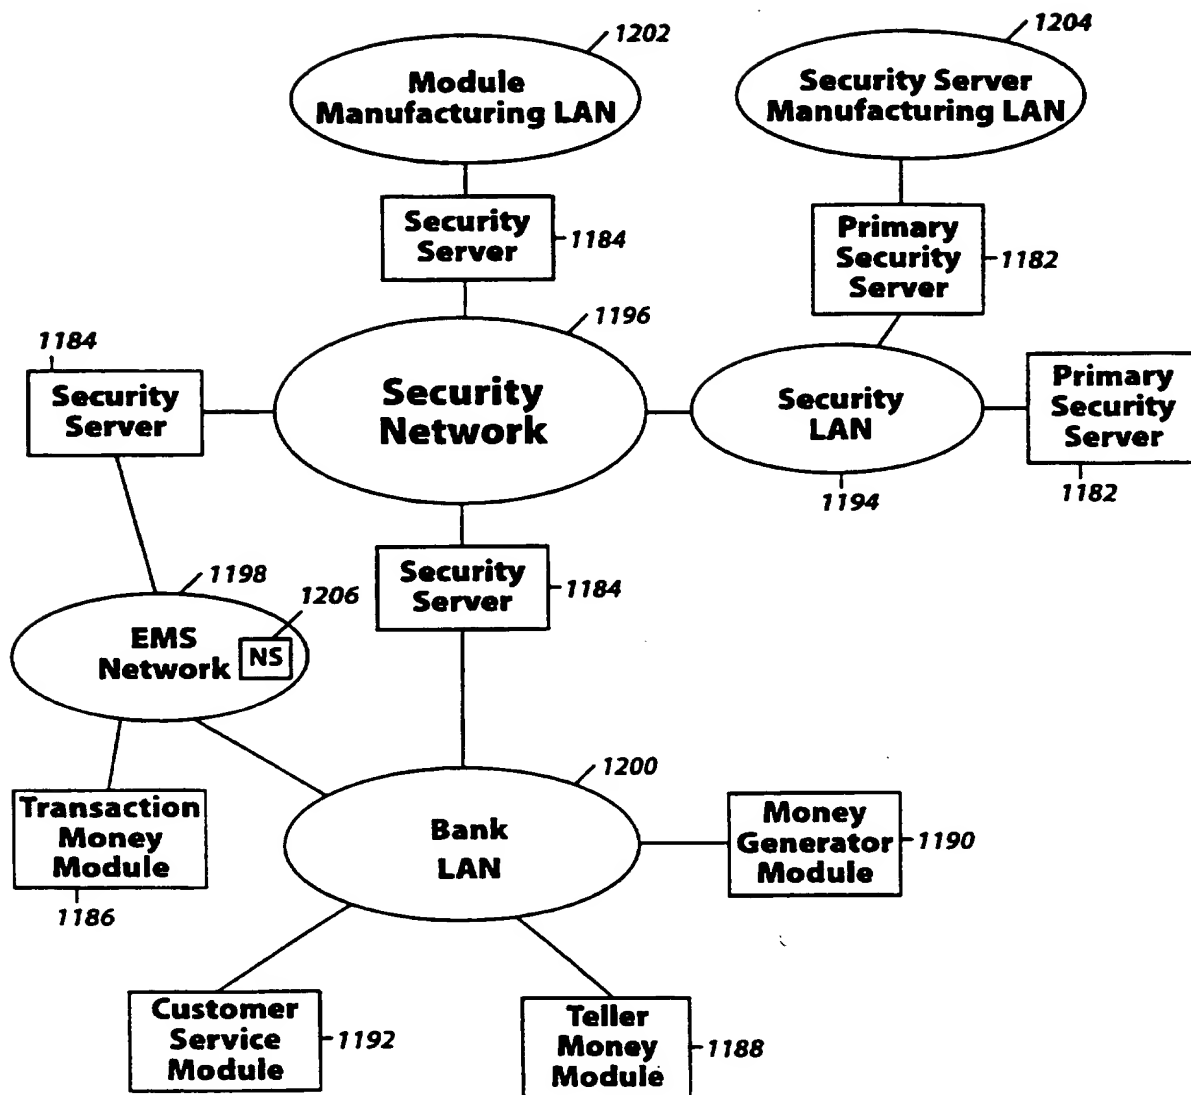 1202
Module
Manufacturing LAN
1204
Security Server
Manufacturing LAN
Security
Server
1184
Primary
Security
Server
1182
1196
Security
Network
1184
Security
Server
Security
LAN
1194
Primary
Security
Server
1182
Security
Server
1184
1198
1206
EMS
Network
NS
1200
Bank
LAN
Transaction
Money
Module
1186
Money
Generator
Module
1190
Customer
Service
Module
1192
Teller
Money
Module
1188